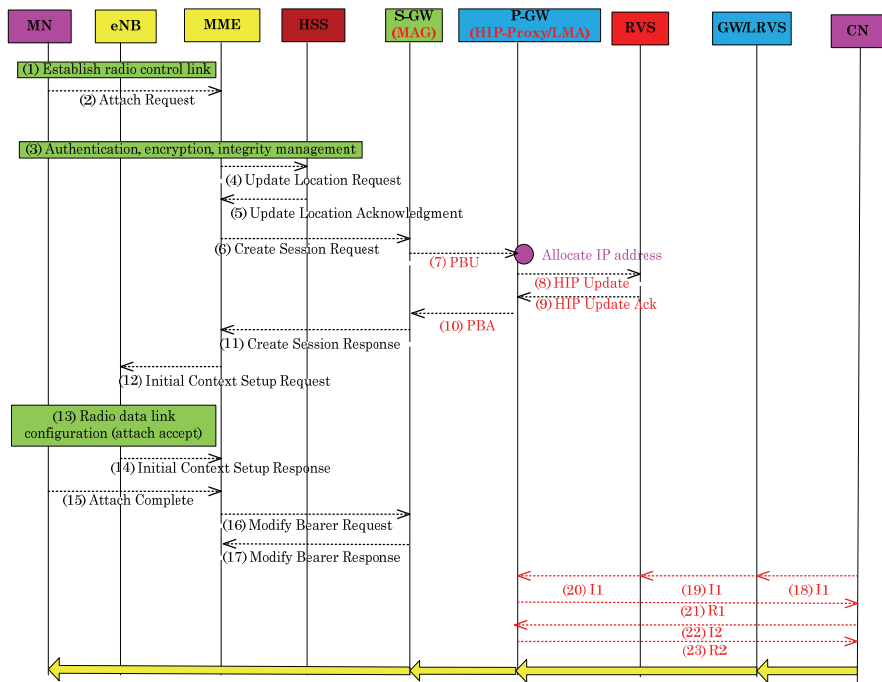 MN
eNB
MME
HSS
S-GW
(MAG)
P-GW
(HIP-Proxy/LMA)
RVS
GW/LRVS
CN
(1) Establish radio control link
(2) Attach Request
(3) Authentication, encryption, integrity management
(4) Update Location Request
(5) Update Location Acknowledgment
(6) Create Session Request
(7) PBU
Allocate IP address
(8) HIP Update
(9) HIP Update Ack
(10) PBA
(11) Create Session Response
(12) Initial Context Setup Request
(13) Radio data link
configuration (attach accept)
(14) Initial Context Setup Response
(15) Attach Complete
(16) Modify Bearer Request
(17) Modify Bearer Response
(20) I1
(19) I1
(18) I1
(21) R1
(22) I2
(23) R2